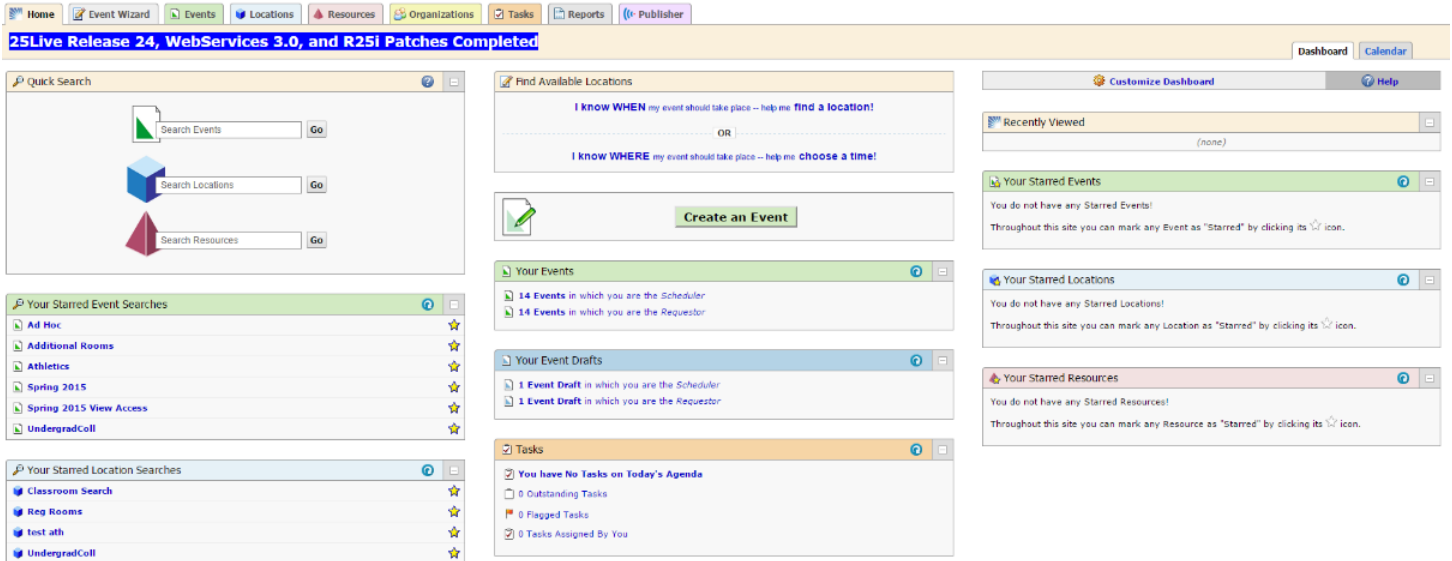 Home Event Wizard Events Locations Resources Organizations Tasks Reports Publisher
25Live Release 24, WebServices 3.0, and R25i Patches Completed
Dashboard Calendar
Quick Search
Search Events Go
Search Locations Go
Search Resources Go
Your Starred Event Searches
Ad Hoc
Additional Rooms
Athletics
Spring 2015
Spring 2015 View Access
UndergradColl
Your Starred Location Searches
Classroom Search
Reg Rooms
test ath
UndergradColl
Find Available Locations
I know WHEN my event should take place -- help me find a location!
OR
I know WHERE my event should take place -- help me choose a time!
Create an Event
Your Events
14 Events in which you are the Scheduler
14 Events in which you are the Requestor
Your Event Drafts
1 Event Draft in which you are the Scheduler
1 Event Draft in which you are the Requestor
Tasks
You have No Tasks on Today's Agenda
0 Outstanding Tasks
0 Flagged Tasks
0 Tasks Assigned By You
Customize Dashboard Help
Recently Viewed
(none)
Your Starred Events
You do not have any Starred Events!
Throughout this site you can mark any Event as "Starred" by clicking its icon.
Your Starred Locations
You do not have any Starred Locations!
Throughout this site you can mark any Location as "Starred" by clicking its icon.
Your Starred Resources
You do not have any Starred Resources!
Throughout this site you can mark any Resource as "Starred" by clicking its icon.